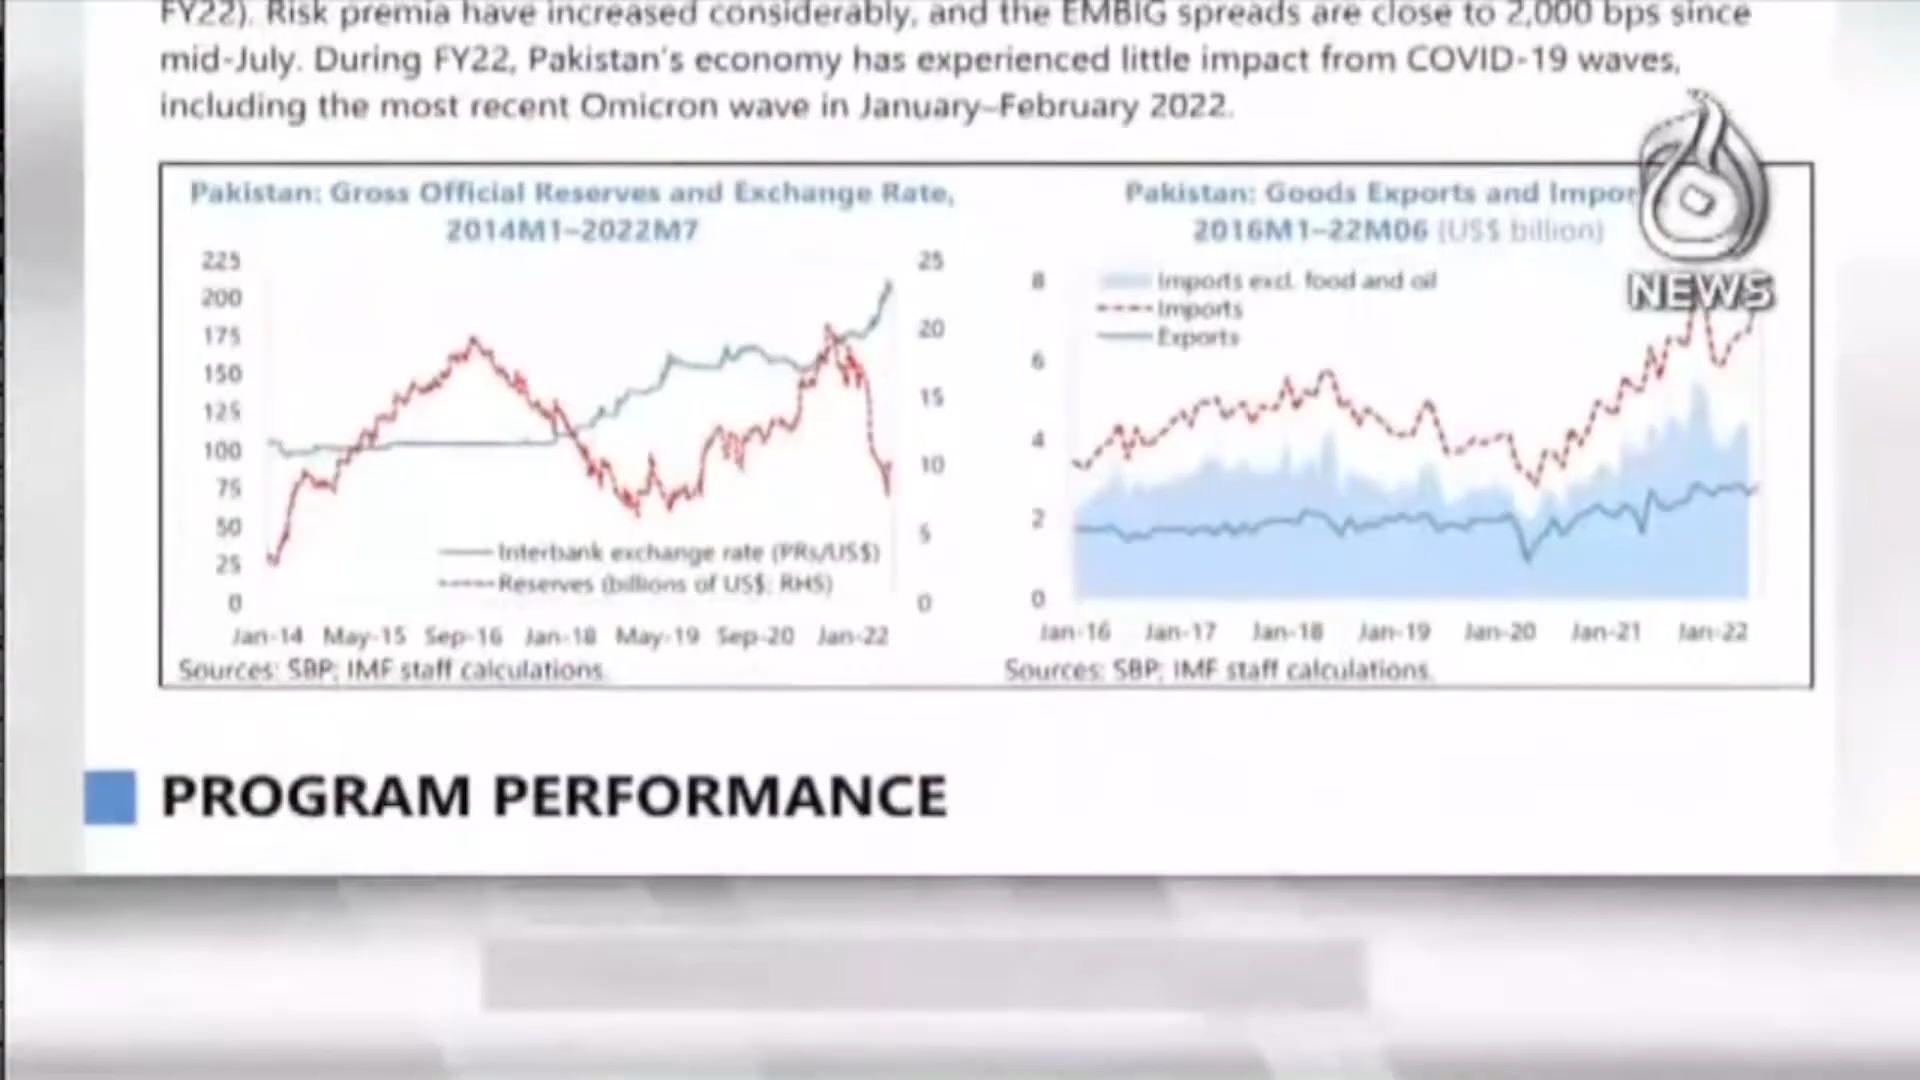 FY22). Risk premia have increased considerably, and the EMBIG spreads are close to 2,000 bps since
mid-July. During FY22, Pakistan's economy has experienced little impact from COVID-19 waves,
including the most recent Omicron wave in January–February 2022.
Pakistan: Gross Official Reserves and Exchange Rate,
2014M1–2022M7
225
200
175
150
125
100
75
50
25
0
25
20
15
10
5
0
Interbank exchange rate (PRs/US$)
Reserves (billions of US$; RHS)
Jan-14 May-15 Sep-16 Jan-18 May-19 Sep-20 Jan-22
Sources: SBP; IMF staff calculations.
Pakistan: Goods Exports and Impor
2016M1–22M06 (US$ billion)
8
6
4
2
0
Imports excl. food and oil
Imports
Exports
Jan-16 Jan-17 Jan-18 Jan-19 Jan-20 Jan-21 Jan-22
Sources: SBP; IMF staff calculations.
NEWS
PROGRAM PERFORMANCE